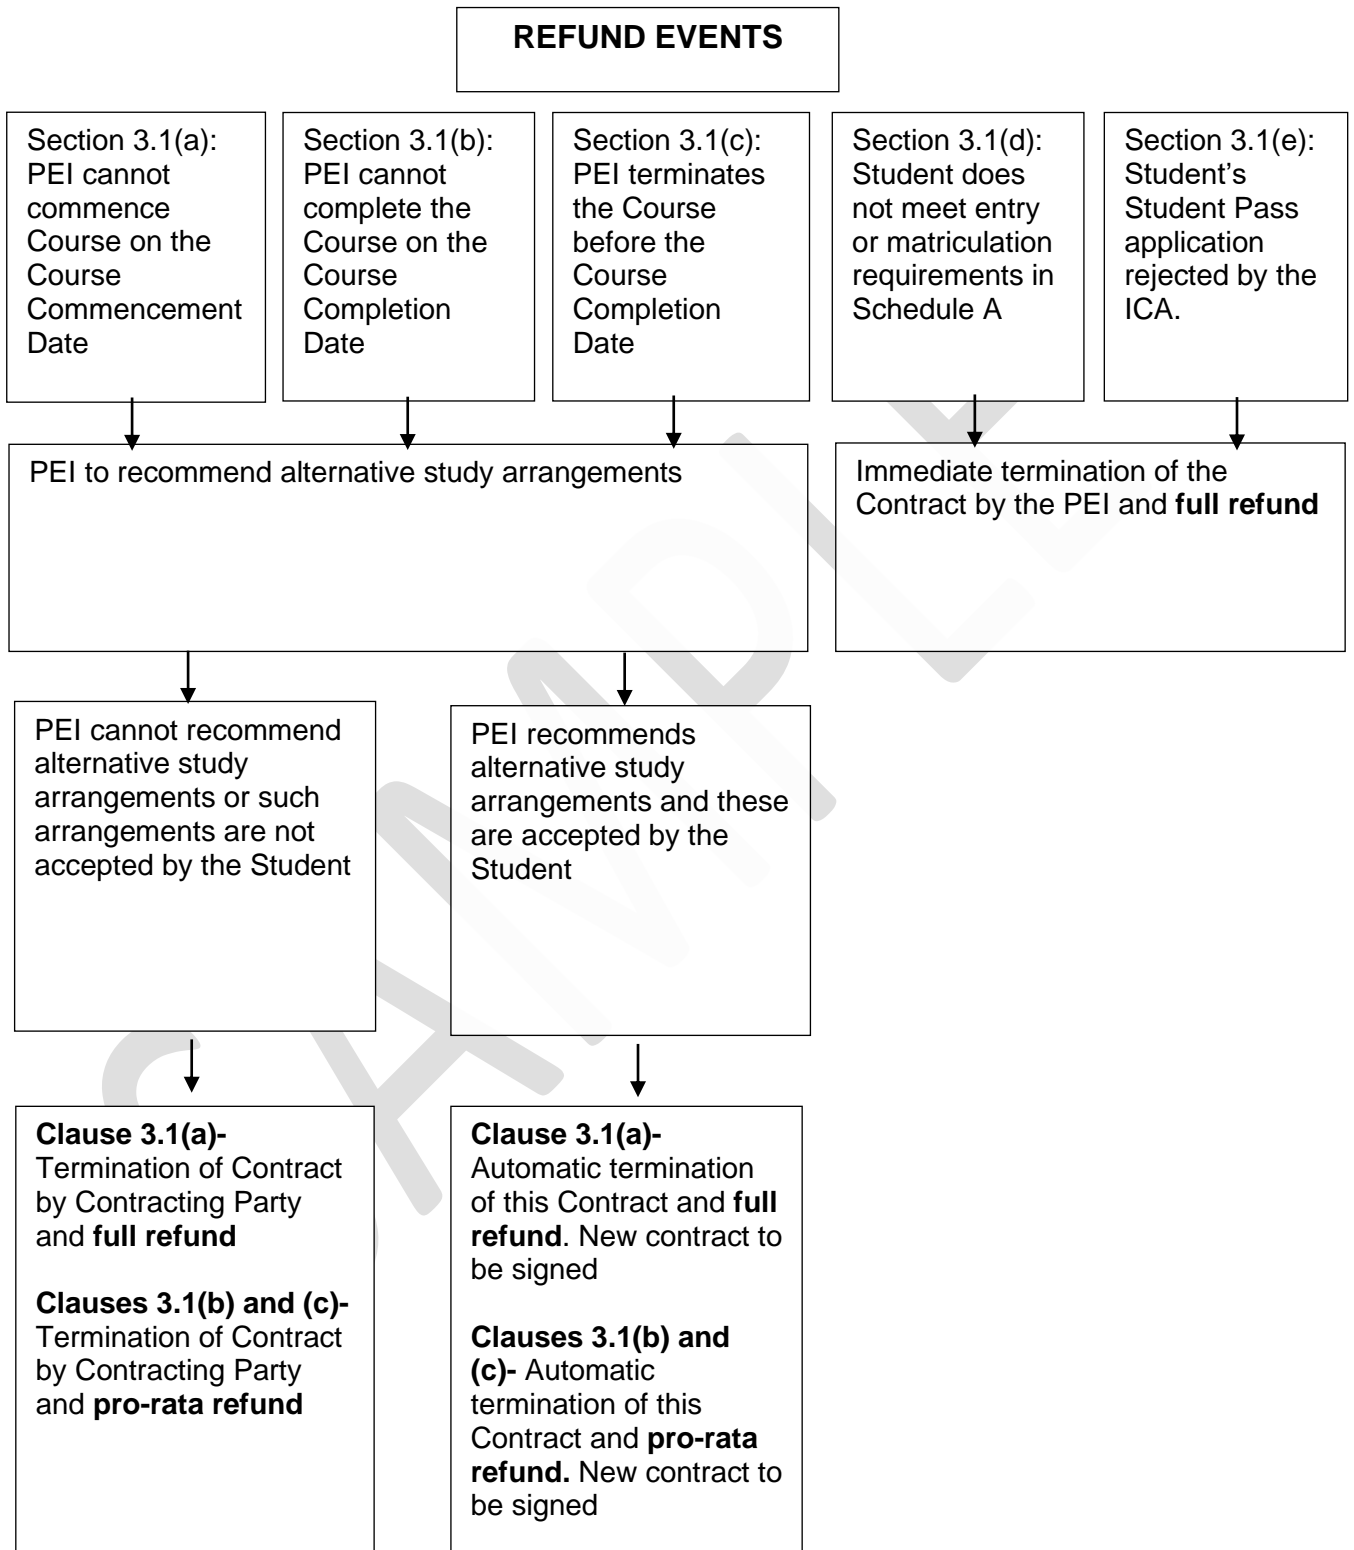 REFUND EVENTS
Section 3.1(a):
PEI cannot
commence
Course on the
Course
Commencement
Date
Section 3.1(b):
PEI cannot
complete the
Course on the
Course
Completion
Date
Section 3.1(c):
PEI terminates
the Course
before the
Course
Completion
Date
Section 3.1(d):
Student does
not meet entry
or matriculation
requirements in
Schedule A
Section 3.1(e):
Student’s
Student Pass
application
rejected by the
ICA.
PEI to recommend alternative study arrangements
Immediate termination of the
Contract by the PEI and full refund
PEI cannot recommend
alternative study
arrangements or such
arrangements are not
accepted by the Student
PEI recommends
alternative study
arrangements and these
are accepted by the
Student
Clause 3.1(a)-
Termination of Contract
by Contracting Party
and full refund
Clauses 3.1(b) and (c)-
Termination of Contract
by Contracting Party
and pro-rata refund
Clause 3.1(a)-
Automatic termination
of this Contract and full
refund. New contract to
be signed
Clauses 3.1(b) and
(c)- Automatic
termination of this
Contract and pro-rata
refund. New contract to
be signed
SAMPLE